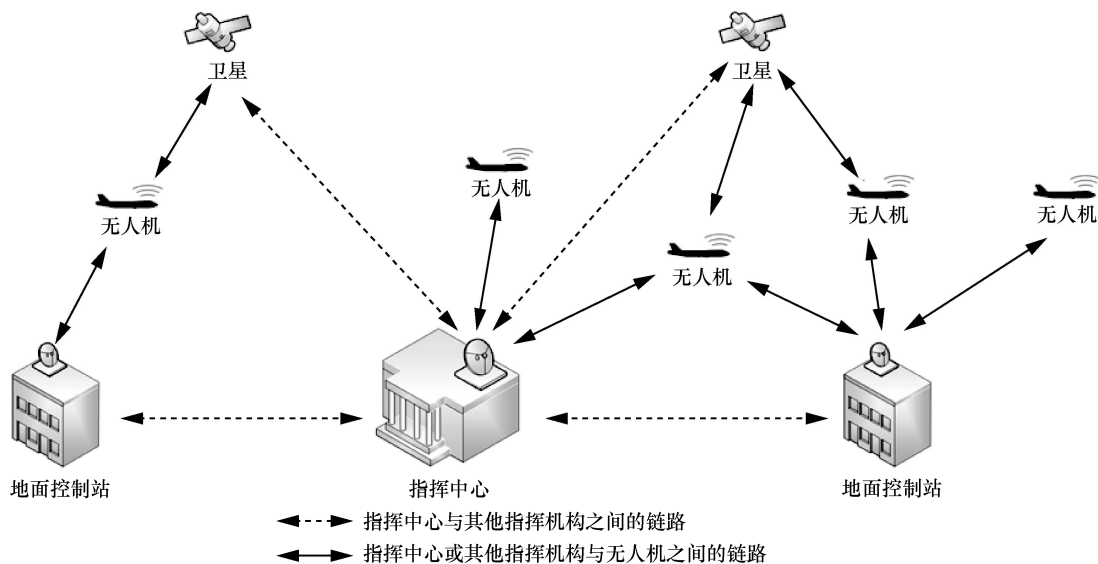 卫星
卫星
无人机
无人机
无人机
无人机
无人机
地面控制站
指挥中心
地面控制站
指挥中心与其他指挥机构之间的链路
指挥中心或其他指挥机构与无人机之间的链路